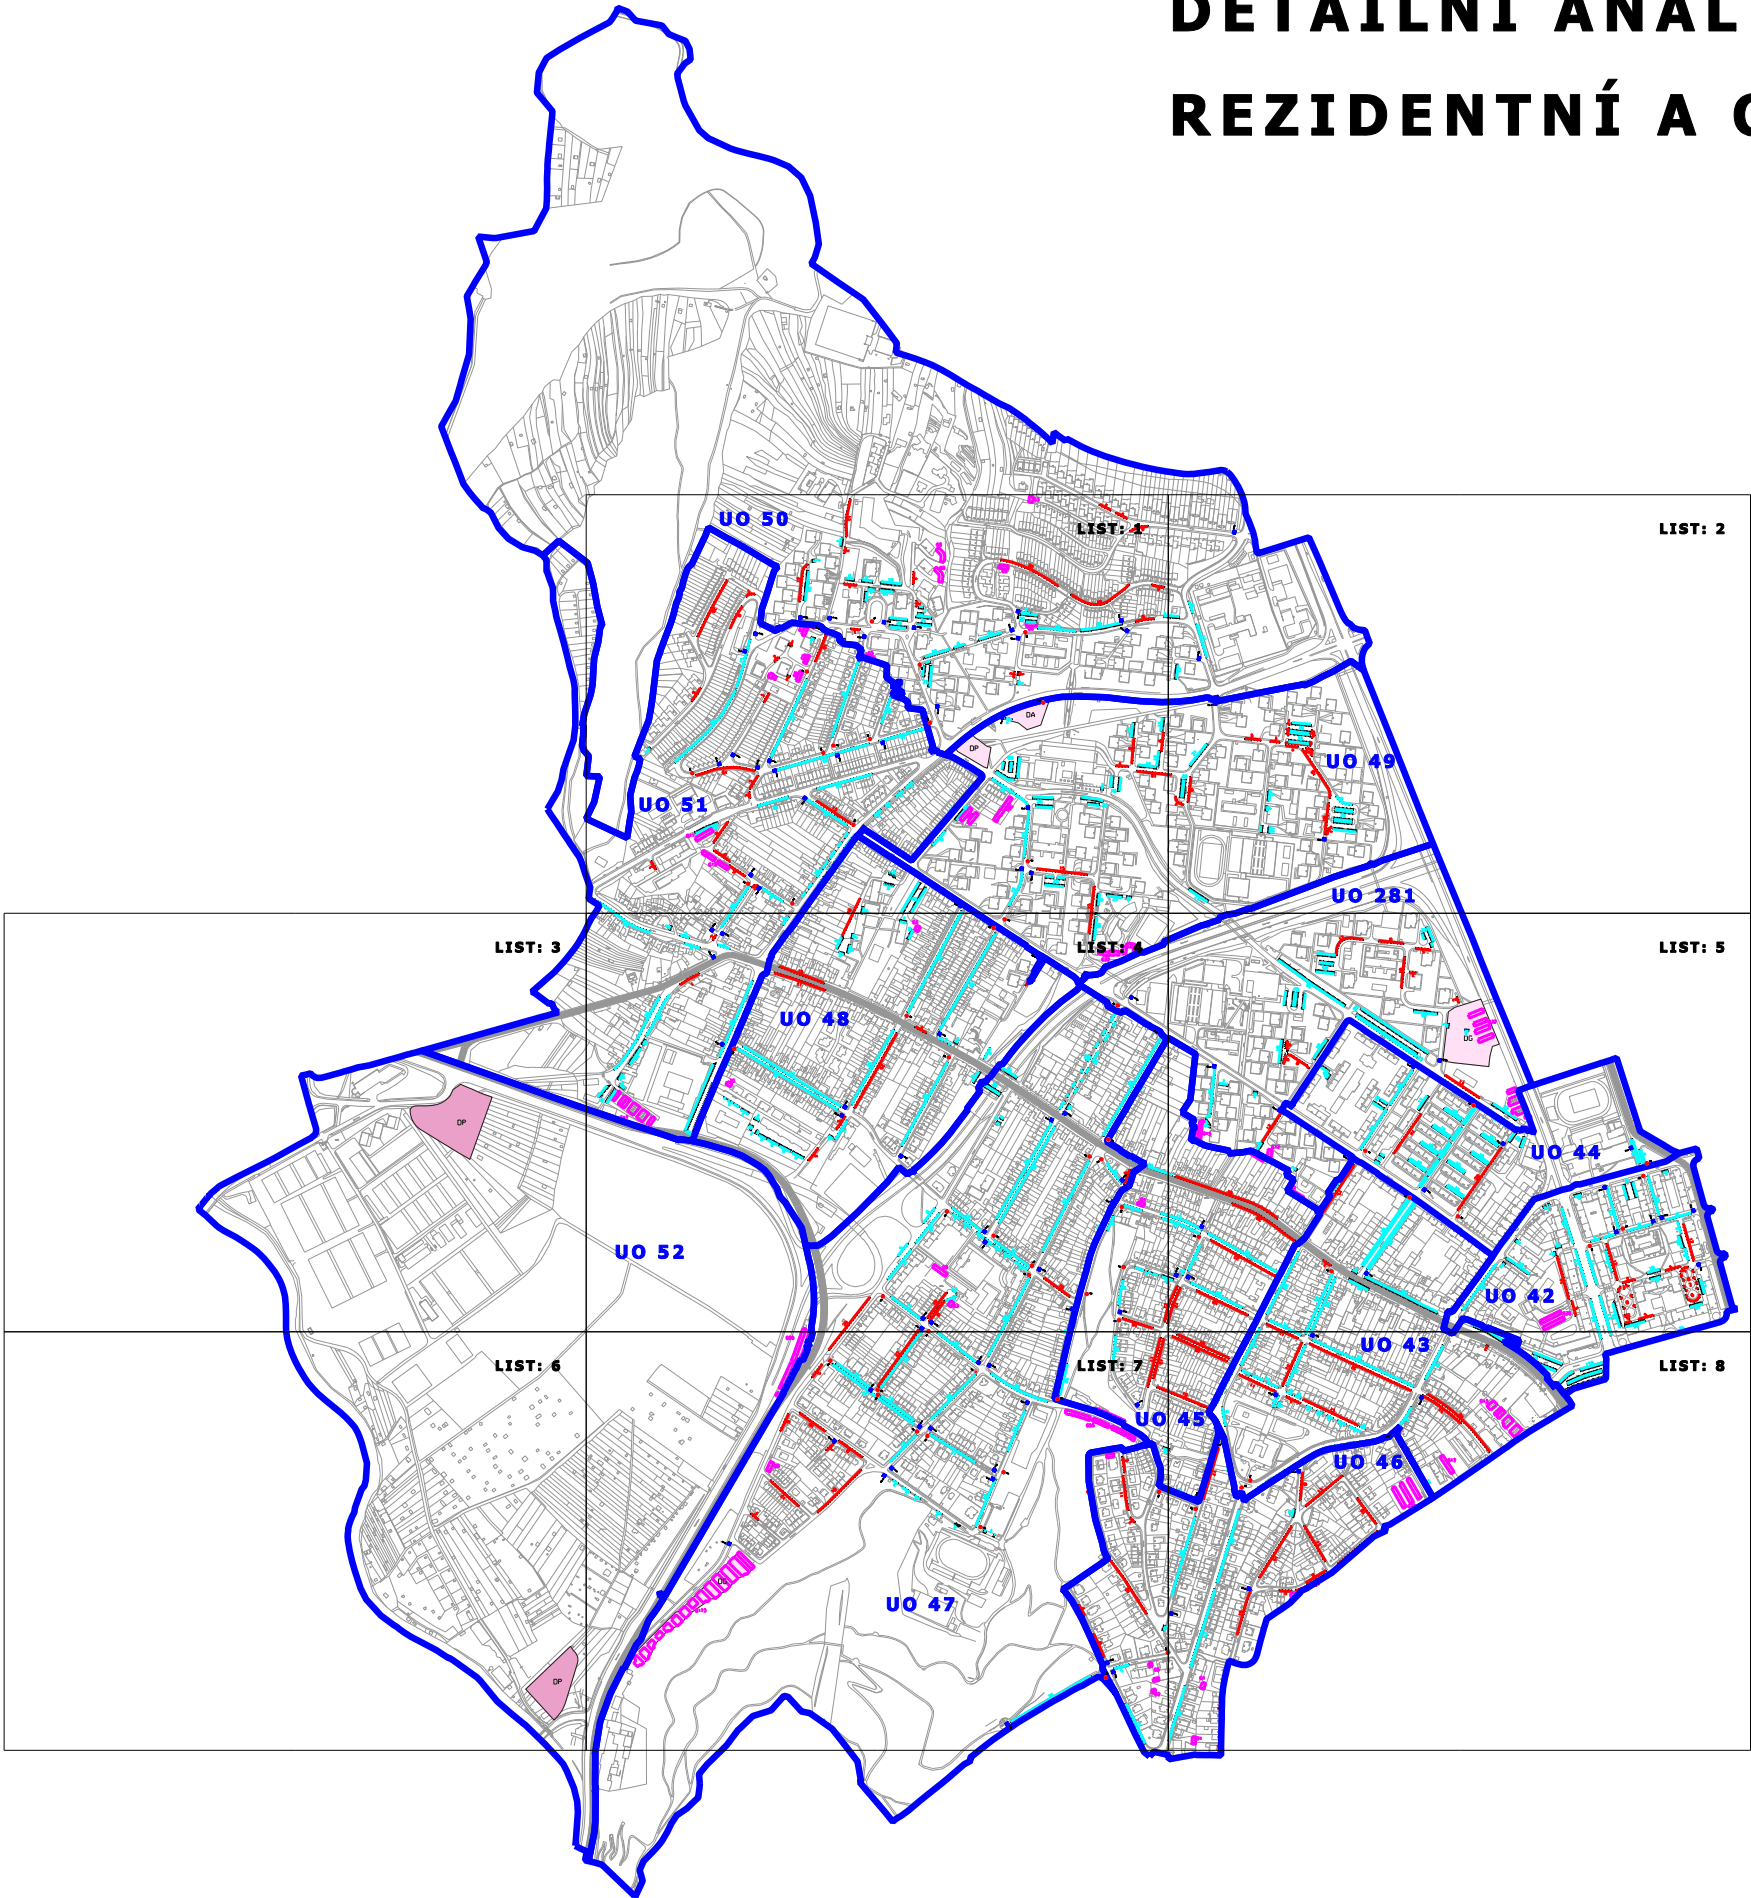 DETAILNÍ ANAL
REZIDENTNÍ A
UO 50
LIST: 1
LIST: 2
DA
DP
UO 49
UO 51
UO 281
LIST: 3
LIST: 4
LIST: 5
UO 48
DG
DP
UO 44
UO 52
UO 42
UO 43
LIST: 6
LIST: 7
LIST: 8
UO 45
UO 46
DG
UO 47
DP